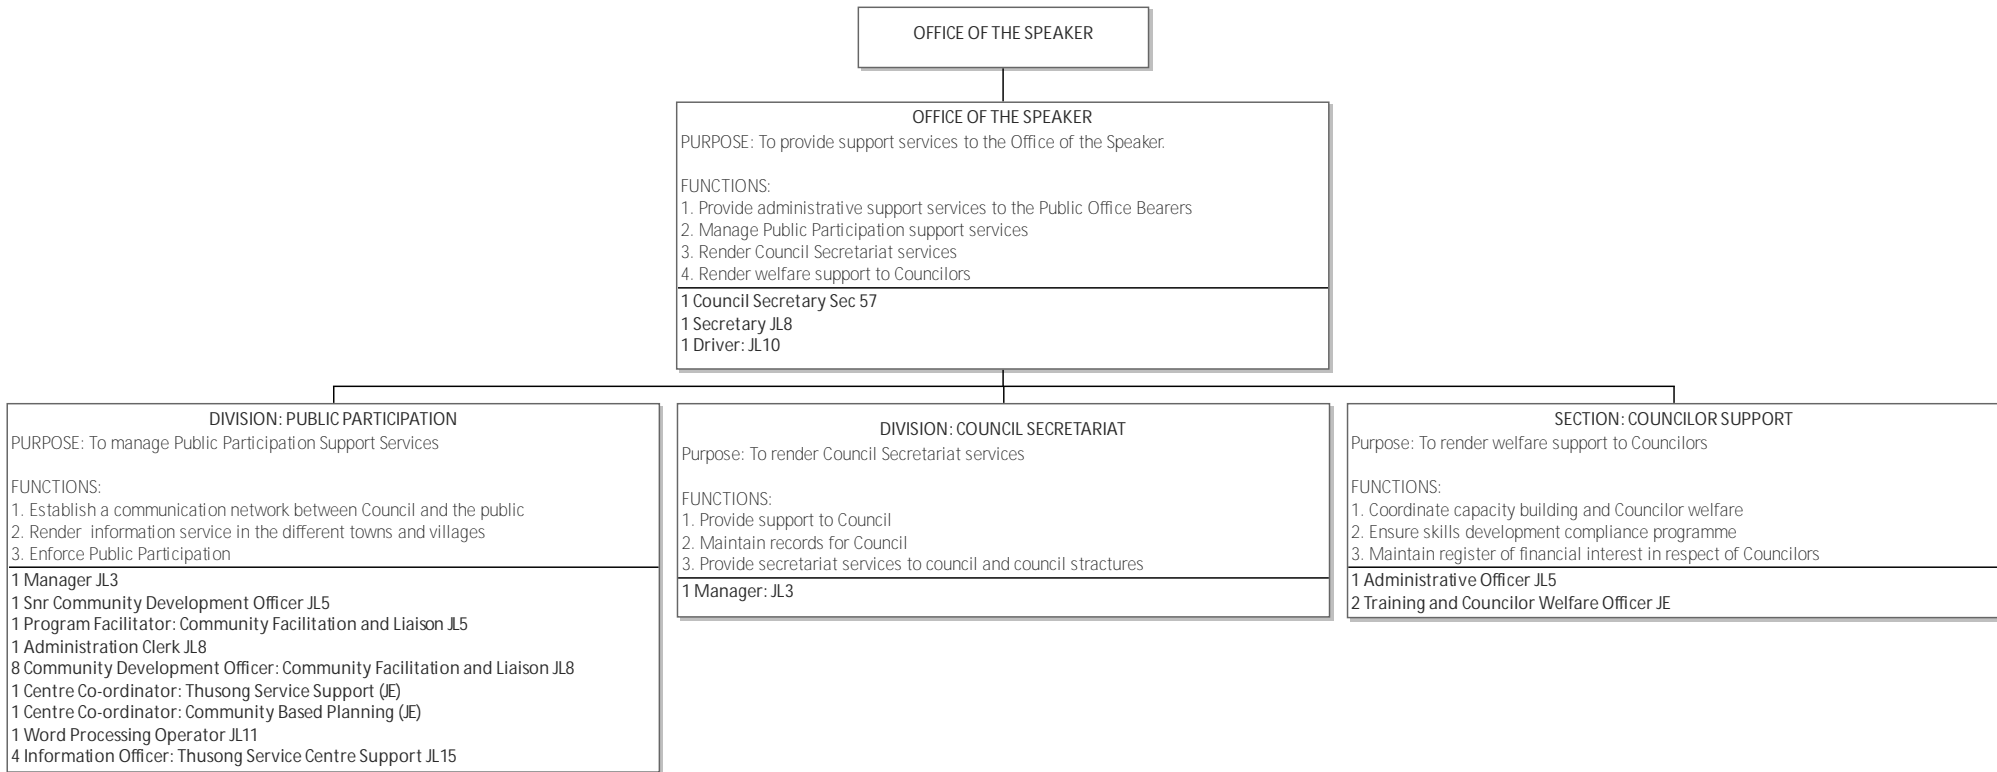 OFFICE OF THE SPEAKER
OFFICE OF THE SPEAKER
PURPOSE: To provide support services to the Office of the Speaker.
FUNCTIONS:
1. Provide administrative support services to the Public Office Bearers
2. Manage Public Participation support services
3. Render Council Secretariat services
4. Render welfare support to Councilors
1 Council Secretary Sec 57
1 Secretary JL8
1 Driver: JL10
DIVISION: PUBLIC PARTICIPATION
PURPOSE: To manage Public Participation Support Services
FUNCTIONS:
1. Establish a communication network between Council and the public
2. Render information service in the different towns and villages
3. Enforce Public Participation
1 Manager JL3
1 Snr Community Development Officer JL5
1 Program Facilitator: Community Facilitation and Liaison JL5
1 Administration Clerk JL8
8 Community Development Officer: Community Facilitation and Liaison JL8
1 Centre Co-ordinator: Thusong Service Support (JE)
1 Centre Co-ordinator: Community Based Planning (JE)
1 Word Processing Operator JL11
4 Information Officer: Thusong Service Centre Support JL15
DIVISION: COUNCIL SECRETARIAT
Purpose: To render Council Secretariat services
FUNCTIONS:
1. Provide support to Council
2. Maintain records for Council
3. Provide secretariat services to council and council stractures
1 Manager: JL3
SECTION: COUNCILOR SUPPORT
Purpose: To render welfare support to Councilors
FUNCTIONS:
1. Coordinate capacity building and Councilor welfare
2. Ensure skills development compliance programme
3. Maintain register of financial interest in respect of Councilors
1 Administrative Officer JL5
2 Training and Councilor Welfare Officer JE